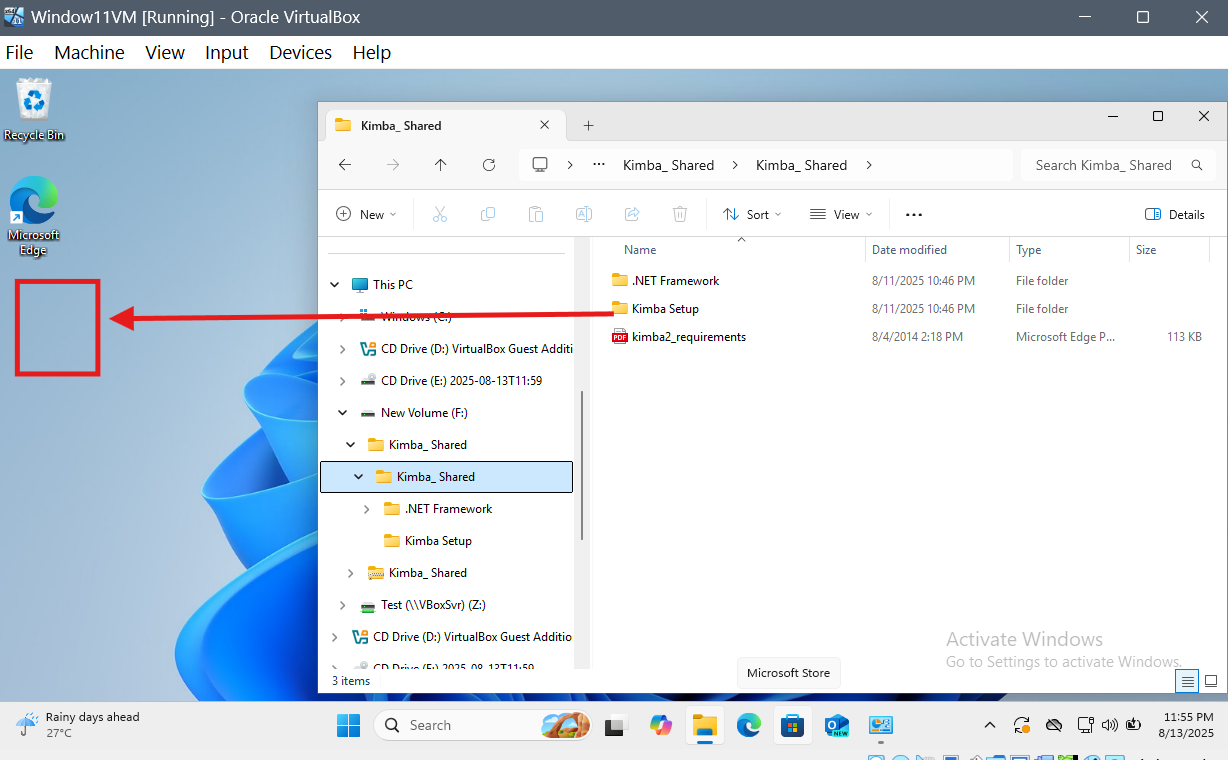 Window11VM [Running] - Oracle VirtualBox
File Machine View Input Devices Help
Recycle Bin
Microsoft
Edge
Kimba_ Shared
Kimba_ Shared Kimba_ Shared
Search Kimba_ Shared
New Sort View Details
This PC
Windows (C:)
CD Drive (D:) VirtualBox Guest Additi
CD Drive (E:) 2025-08-13T11:59
New Volume (F:)
Kimba_ Shared
Kimba_ Shared
.NET Framework
Kimba Setup
Kimba_ Shared
Test (\\VBoxSvr) (Z:)
CD Drive (D:) VirtualBox Guest Additio
CD Drive (E:) 2025-08-13T11:59
Name Date modified Type Size
.NET Framework 8/11/2025 10:46 PM File folder
Kimba Setup 8/11/2025 10:46 PM File folder
PDF kimba2_requirements 8/4/2014 2:18 PM Microsoft Edge P... 113 KB
Activate Windows
Go to Settings to activate Windows.
3 items
Microsoft Store
Rainy days ahead
27°C
Search
NEW
11:55 PM
8/13/2025